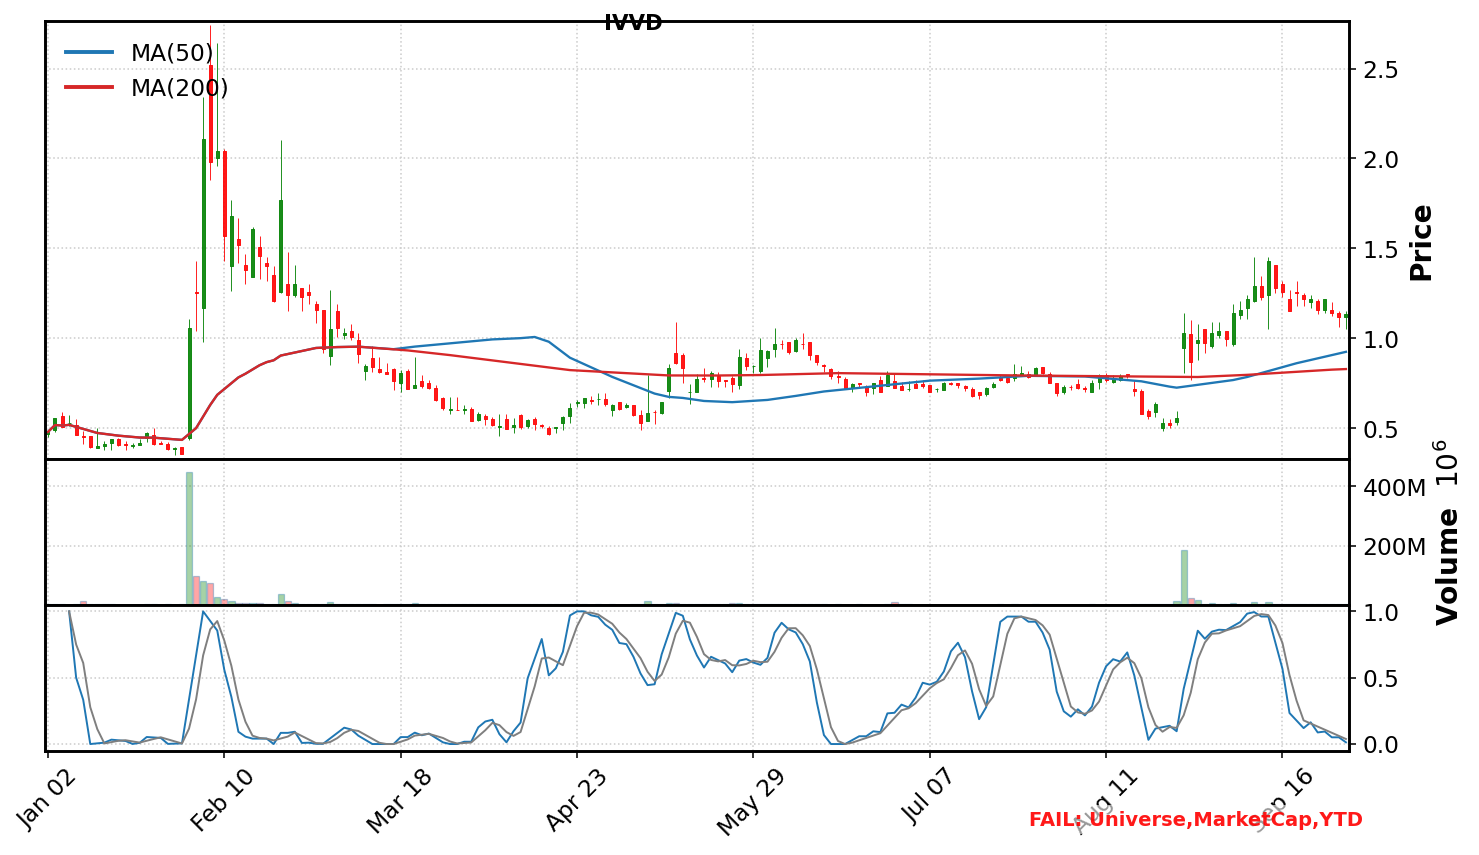 IVVD
MA(50)
MA(200)
2.5
2.0
1.5
1.0
0.5
Price
400M
200M
Volume 10^6
1.0
0.5
0.0
Jan 02
Feb 10
Mar 18
Apr 23
May 29
Jul 07
Aug 11
Sep 16
FAIL: Universe,MarketCap,YTD